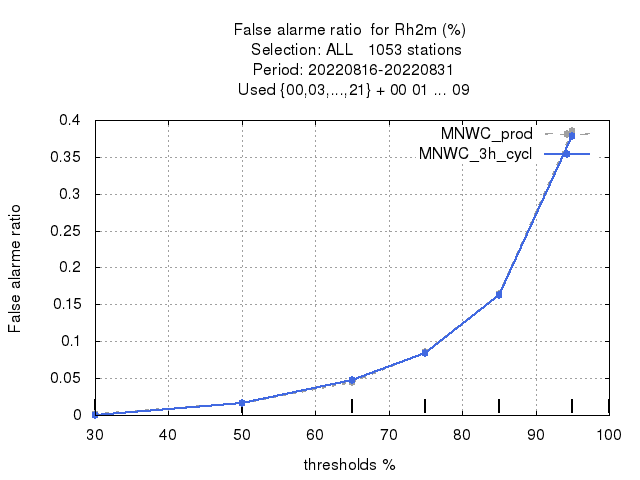 False alarme ratio  for Rh2m (%)
Selection: ALL   1053 stations
Period: 20220816-20220831
Used {00,03,...,21} + 00 01 ... 09
MNWC_prod
MNWC_3h_cycl
False alarme ratio
0.4
0.35
0.3
0.25
0.2
0.15
0.1
0.05
0
30 40 50 60 70 80 90 100
thresholds %